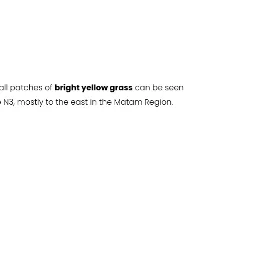 all patches of bright yellow grass can be seen
N3, mostly to the east in the Matam Region.